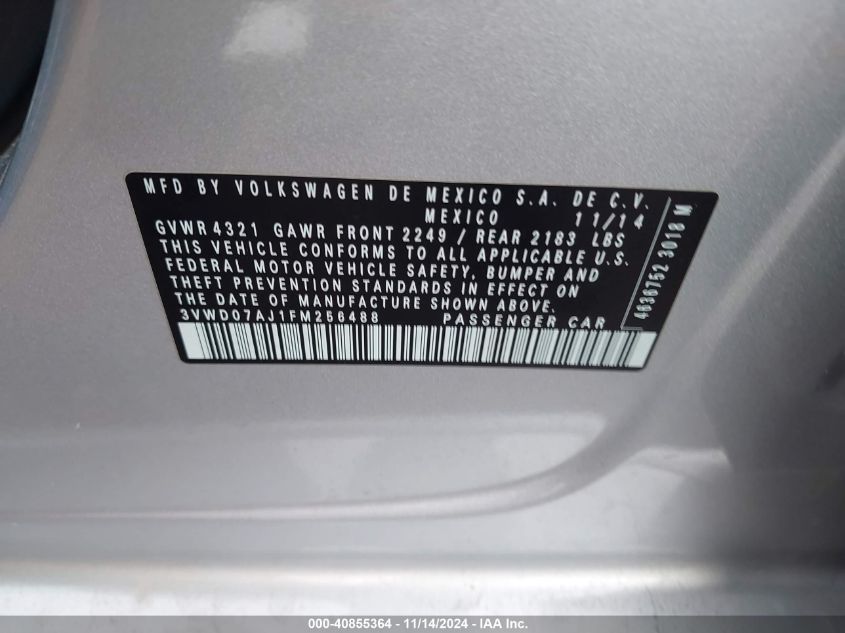 MFD BY VOLKSWAGEN DE MEXICO S.A. DE C.V.
MEXICO 11/14
GVWR 4321 GAWR FRONT 2249 / REAR 2183 LBS
THIS VEHICLE CONFORMS TO ALL APPLICABLE U.S.
FEDERAL MOTOR VEHICLE SAFETY, BUMPER AND
THEFT PREVENTION STANDARDS IN EFFECT ON
THE DATE OF MANUFACTURE SHOWN ABOVE.
3VWD07AJ1FM256488 PASSENGER CAR
4636752 3018 M
000-40855364 - 11/14/2024 - © IAA Inc.